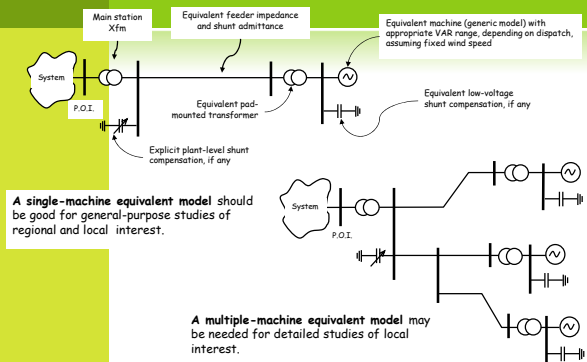 Main station
Xfm
Equivalent feeder impedance
and shunt admittance
Equivalent machine (generic model) with
appropriate VAR range, depending on dispatch,
assuming fixed wind speed
System
P.O.I.
Equivalent pad-
mounted transformer
Equivalent low-voltage
shunt compensation, if any
Explicit plant-level shunt
compensation, if any
A single-machine equivalent model should
be good for general-purpose studies of
regional and local interest.
System
P.O.I.
A multiple-machine equivalent model may
be needed for detailed studies of local
interest.